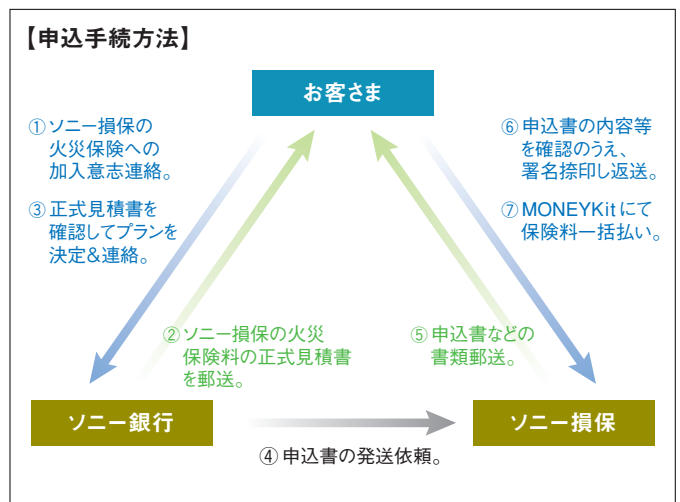 【申込手続方法】
お客さま
① ソニー損保の
火災保険への
加入意志連絡。
③ 正式見積書を
確認してプランを
決定&連絡。
⑥ 申込書の内容等
を確認のうえ、
署名捺印し返送。
⑦ MONEYKitにて
保険料一括払い。
② ソニー損保の火災
保険料の正式見積書
を郵送。
⑤ 申込書などの
書類郵送。
ソニー銀行
ソニー損保
④ 申込書の発送依頼。